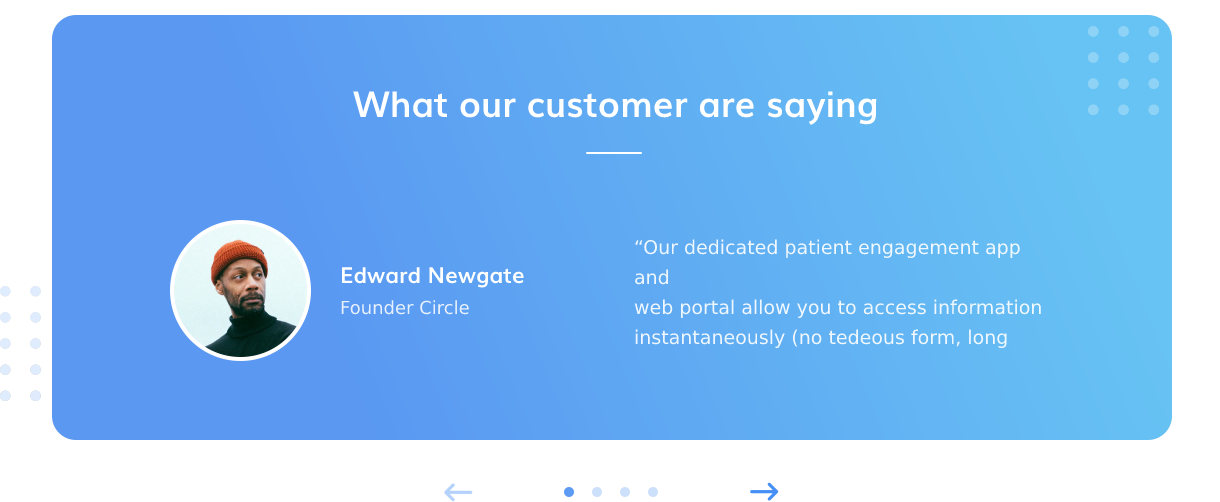 What our customer are saying
Edward Newgate
Founder Circle
“Our dedicated patient engagement app
and
web portal allow you to access information
instantaneously (no tedeous form, long